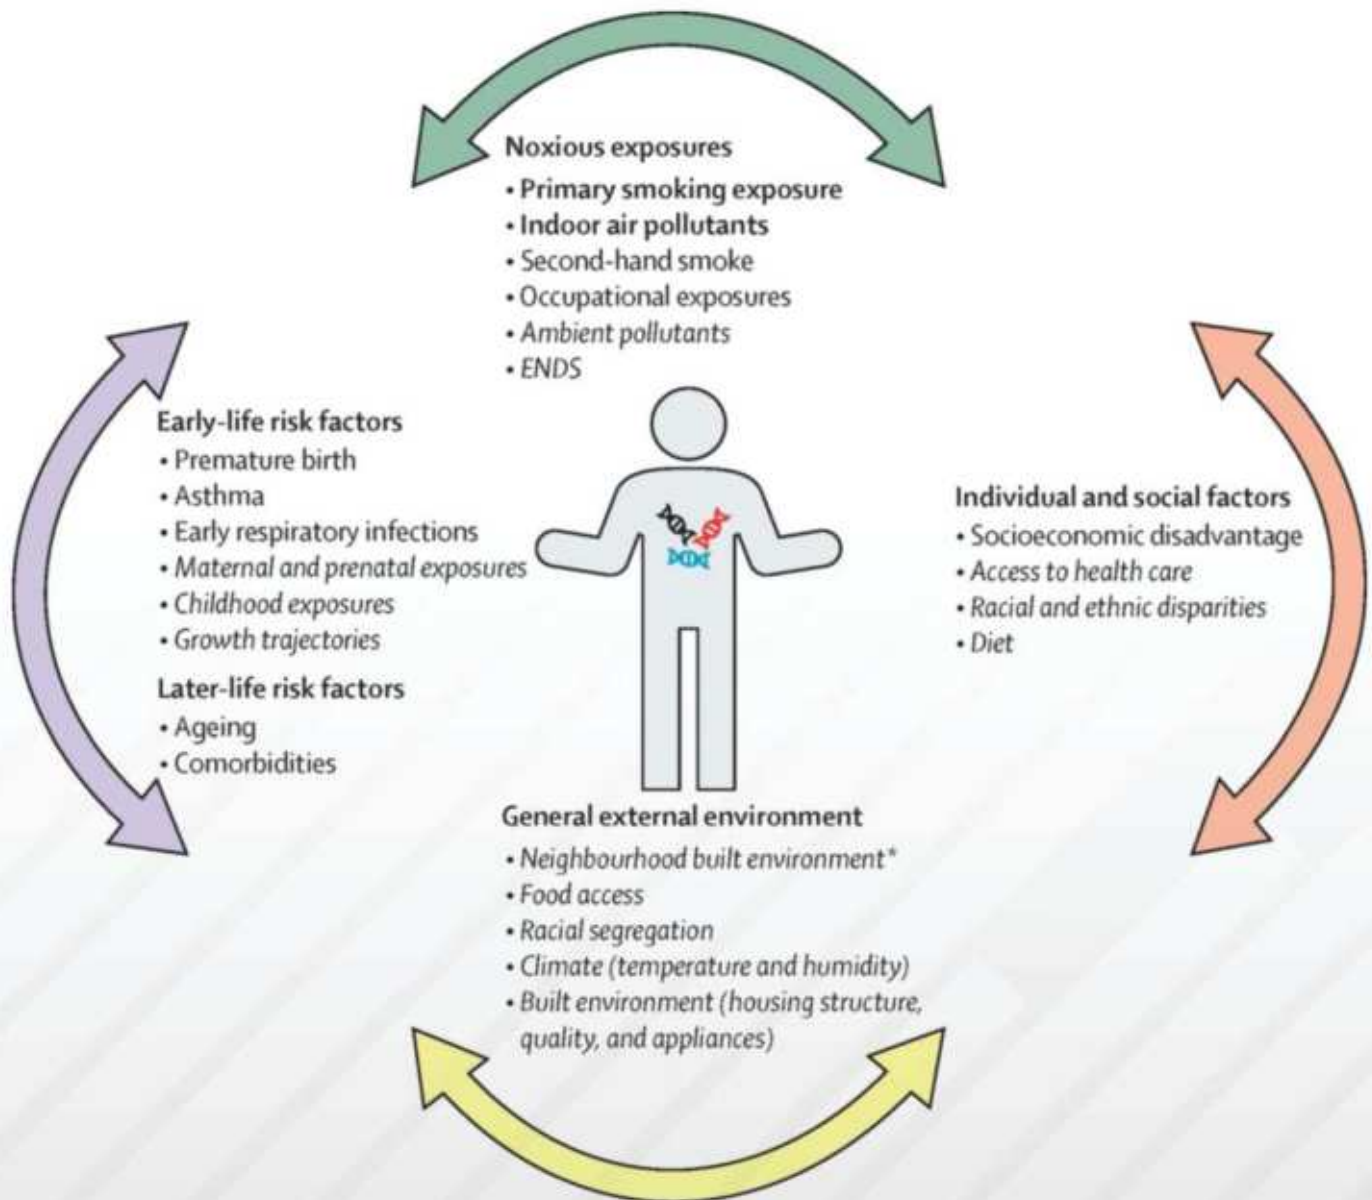 Noxious exposures
• Primary smoking exposure
• Indoor air pollutants
• Second-hand smoke
• Occupational exposures
• Ambient pollutants
• ENDS
Early-life risk factors
• Premature birth
• Asthma
• Early respiratory infections
• Maternal and prenatal exposures
• Childhood exposures
• Growth trajectories
Later-life risk factors
• Ageing
• Comorbidities
Individual and social factors
• Socioeconomic disadvantage
• Access to health care
• Racial and ethnic disparities
• Diet
General external environment
• Neighbourhood built environment*
• Food access
• Racial segregation
• Climate (temperature and humidity)
• Built environment (housing structure,
quality, and appliances)